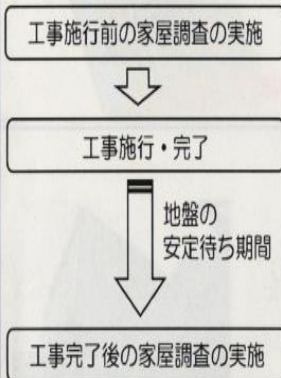 工事施行前の家屋調査の実施
工事施行・完了
地盤の
安定待ち期間
工事完了後の家屋調査の実施